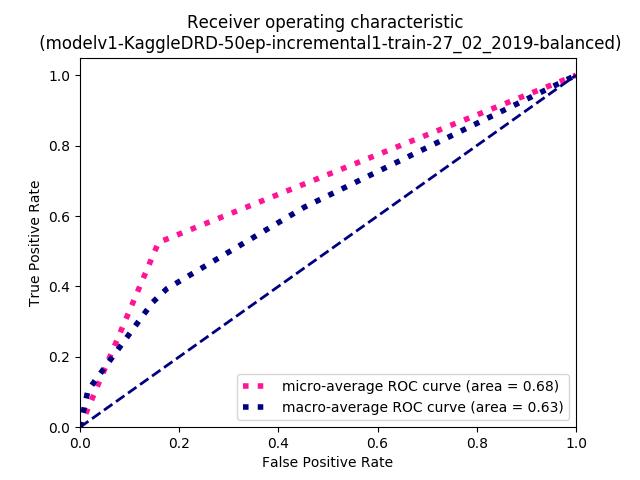 Receiver operating characteristic
(modelv1-KaggleDRD-50ep-incremental1-train-27_02_2019-balanced)
True Positive Rate
1.0
0.8
0.6
0.4
0.2
0.0
micro-average ROC curve (area = 0.68)
macro-average ROC curve (area = 0.63)
0.0 0.2 0.4 0.6 0.8 1.0
False Positive Rate